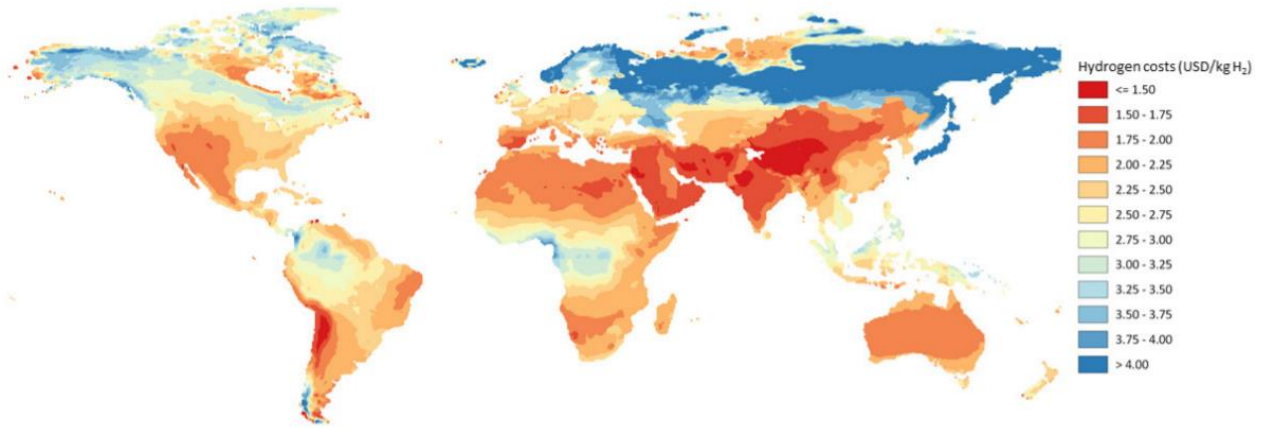 Hydrogen costs (USD/kg H₂)
<= 1.50
1.50 - 1.75
1.75 - 2.00
2.00 - 2.25
2.25 - 2.50
2.50 - 2.75
2.75 - 3.00
3.00 - 3.25
3.25 - 3.50
3.50 - 3.75
3.75 - 4.00
> 4.00